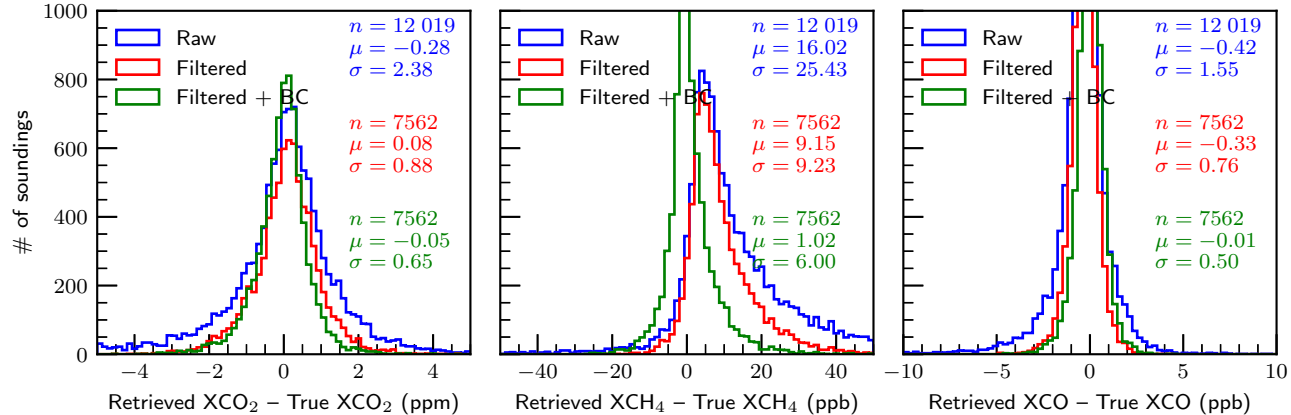 # of soundings
0
200
400
600
800
1000
Raw
Filtered
Filtered + BC
n = 12 019
μ = −0.28
σ = 2.38
n = 7562
μ = 0.08
σ = 0.88
n = 7562
μ = −0.05
σ = 0.65
−4 −2 0 2 4
Retrieved XCO₂ – True XCO₂ (ppm)
Raw
Filtered
Filtered + BC
n = 12 019
μ = 16.02
σ = 25.43
n = 7562
μ = 9.15
σ = 9.23
n = 7562
μ = 1.02
σ = 6.00
−40 −20 0 20 40
Retrieved XCH₄ – True XCH₄ (ppb)
Raw
Filtered
Filtered + BC
n = 12 019
μ = −0.42
σ = 1.55
n = 7562
μ = −0.33
σ = 0.76
n = 7562
μ = −0.01
σ = 0.50
−10 −5 0 5 10
Retrieved XCO – True XCO (ppb)